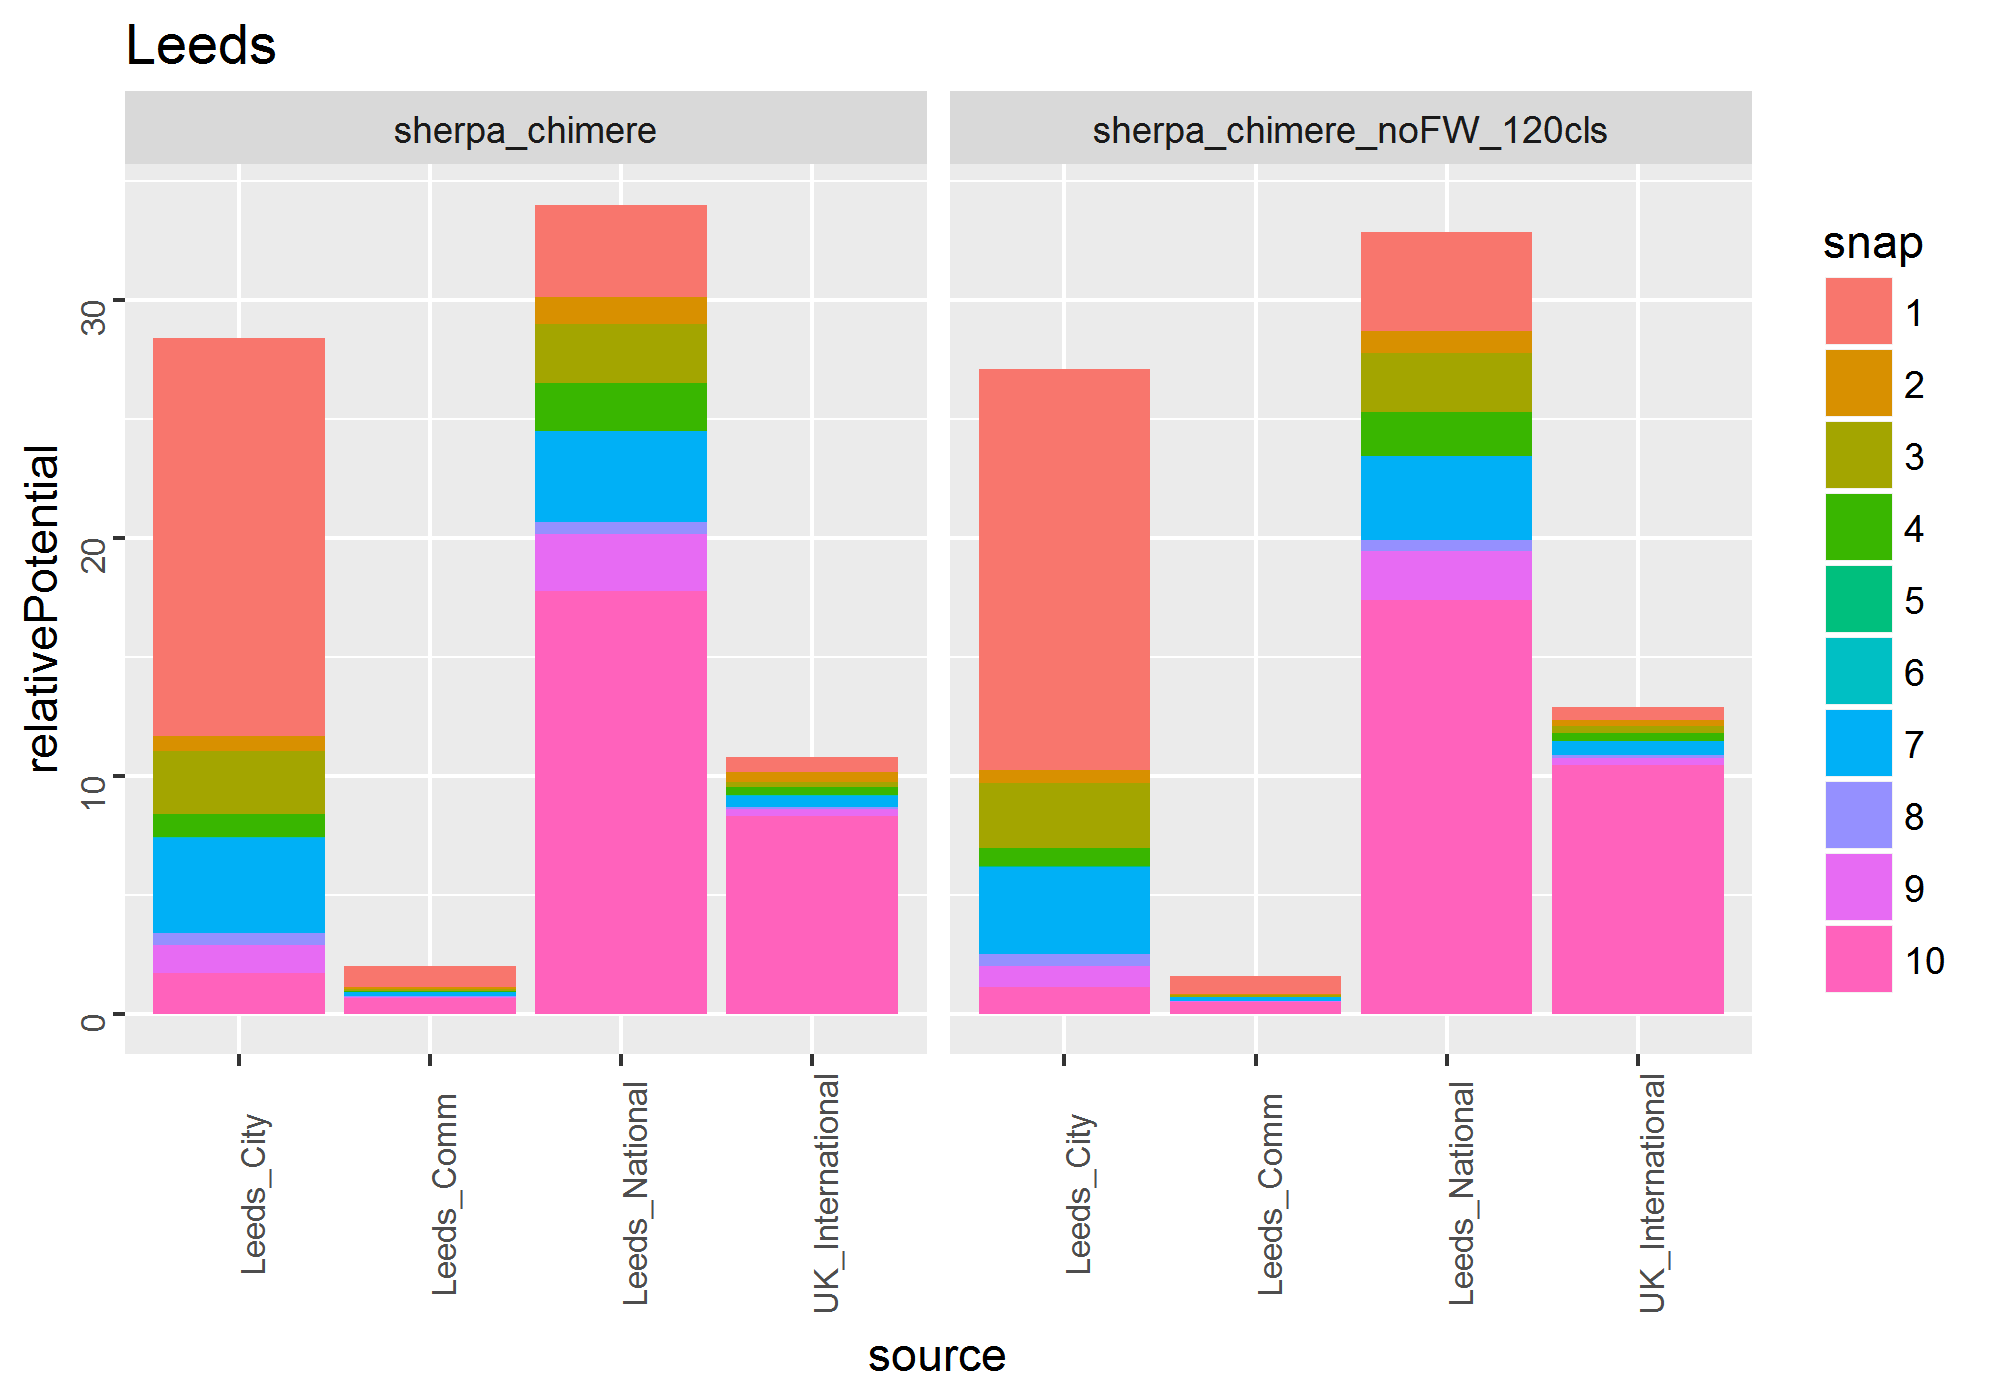 Leeds
sherpa_chimere
sherpa_chimere_noFW_120cls
relativePotential
30
20
10
0
Leeds_City
Leeds_Comm
Leeds_National
UK_International
Leeds_City
Leeds_Comm
Leeds_National
UK_International
source
snap
1
2
3
4
5
6
7
8
9
10